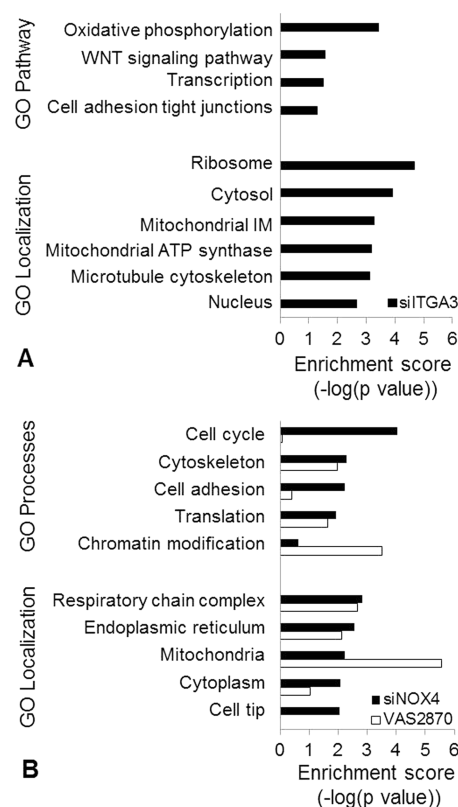 GO Pathway
Oxidative phosphorylation
WNT signaling pathway
Transcription
Cell adhesion tight junctions
GO Localization
Ribosome
Cytosol
Mitochondrial IM
Mitochondrial ATP synthase
Microtubule cytoskeleton
Nucleus
siITGA3
0 1 2 3 4 5 6
Enrichment score
(-log(p value))
A
GO Processes
Cell cycle
Cytoskeleton
Cell adhesion
Translation
Chromatin modification
GO Localization
Respiratory chain complex
Endoplasmic reticulum
Mitochondria
Cytoplasm
Cell tip
siNOX4
VAS2870
0 1 2 3 4 5 6
Enrichment score
(-log(p value))
B